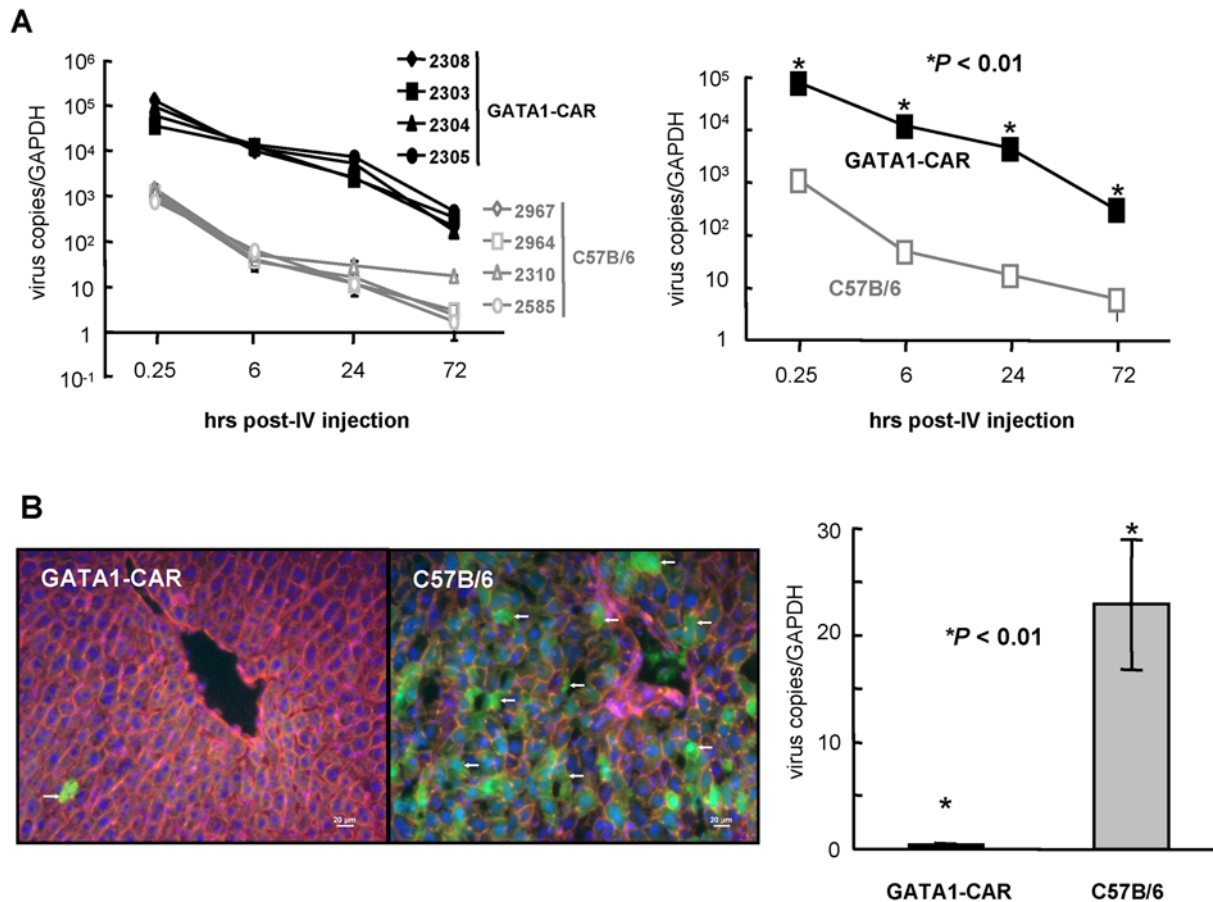 A
virus copies/GAPDH
10⁶
10⁵
10⁴
10³
10²
10
1
10⁻¹
0.25 6 24 72
hrs post-IV injection
2308
2303
2304
2305
GATA1-CAR
2967
2964
2310
2585
C57B/6
virus copies/GAPDH
10⁵
10⁴
10³
10²
10
1
*P < 0.01
* * * *
GATA1-CAR
C57B/6
0.25 6 24 72
hrs post-IV injection
B
GATA1-CAR
20 µm
C57B/6
20 µm
virus copies/GAPDH
30
20
10
0
*P < 0.01
*
*
GATA1-CAR C57B/6